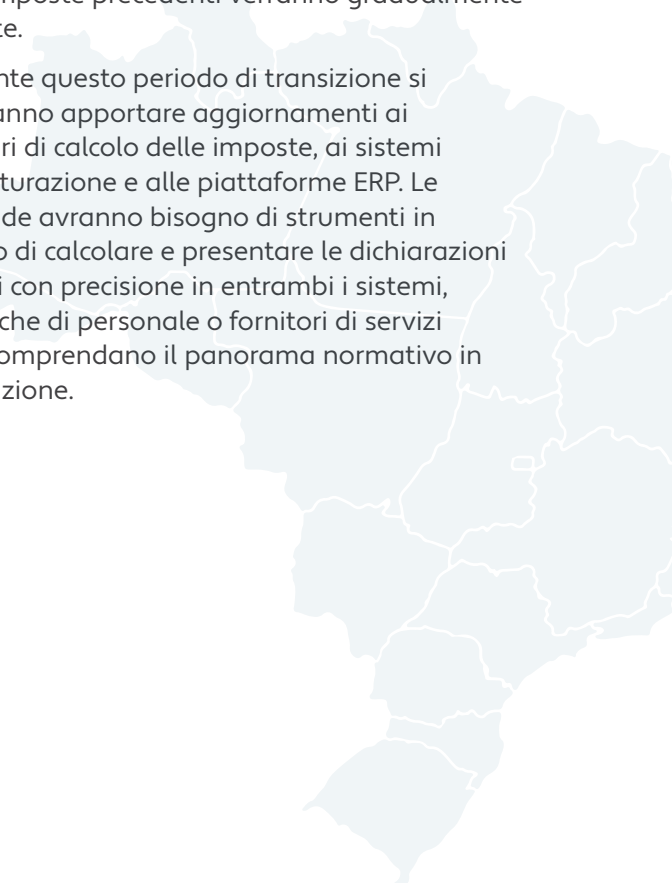 imposte precedenti verranno gradualmente
te.
nte questo periodo di transizione si
anno apportare aggiornamenti ai
ri di calcolo delle imposte, ai sistemi
tturazione e alle piattaforme ERP. Le
de avranno bisogno di strumenti in
o di calcolare e presentare le dichiarazioni
i con precisione in entrambi i sistemi,
che di personale o fornitori di servizi
omprendano il panorama normativo in
zione.